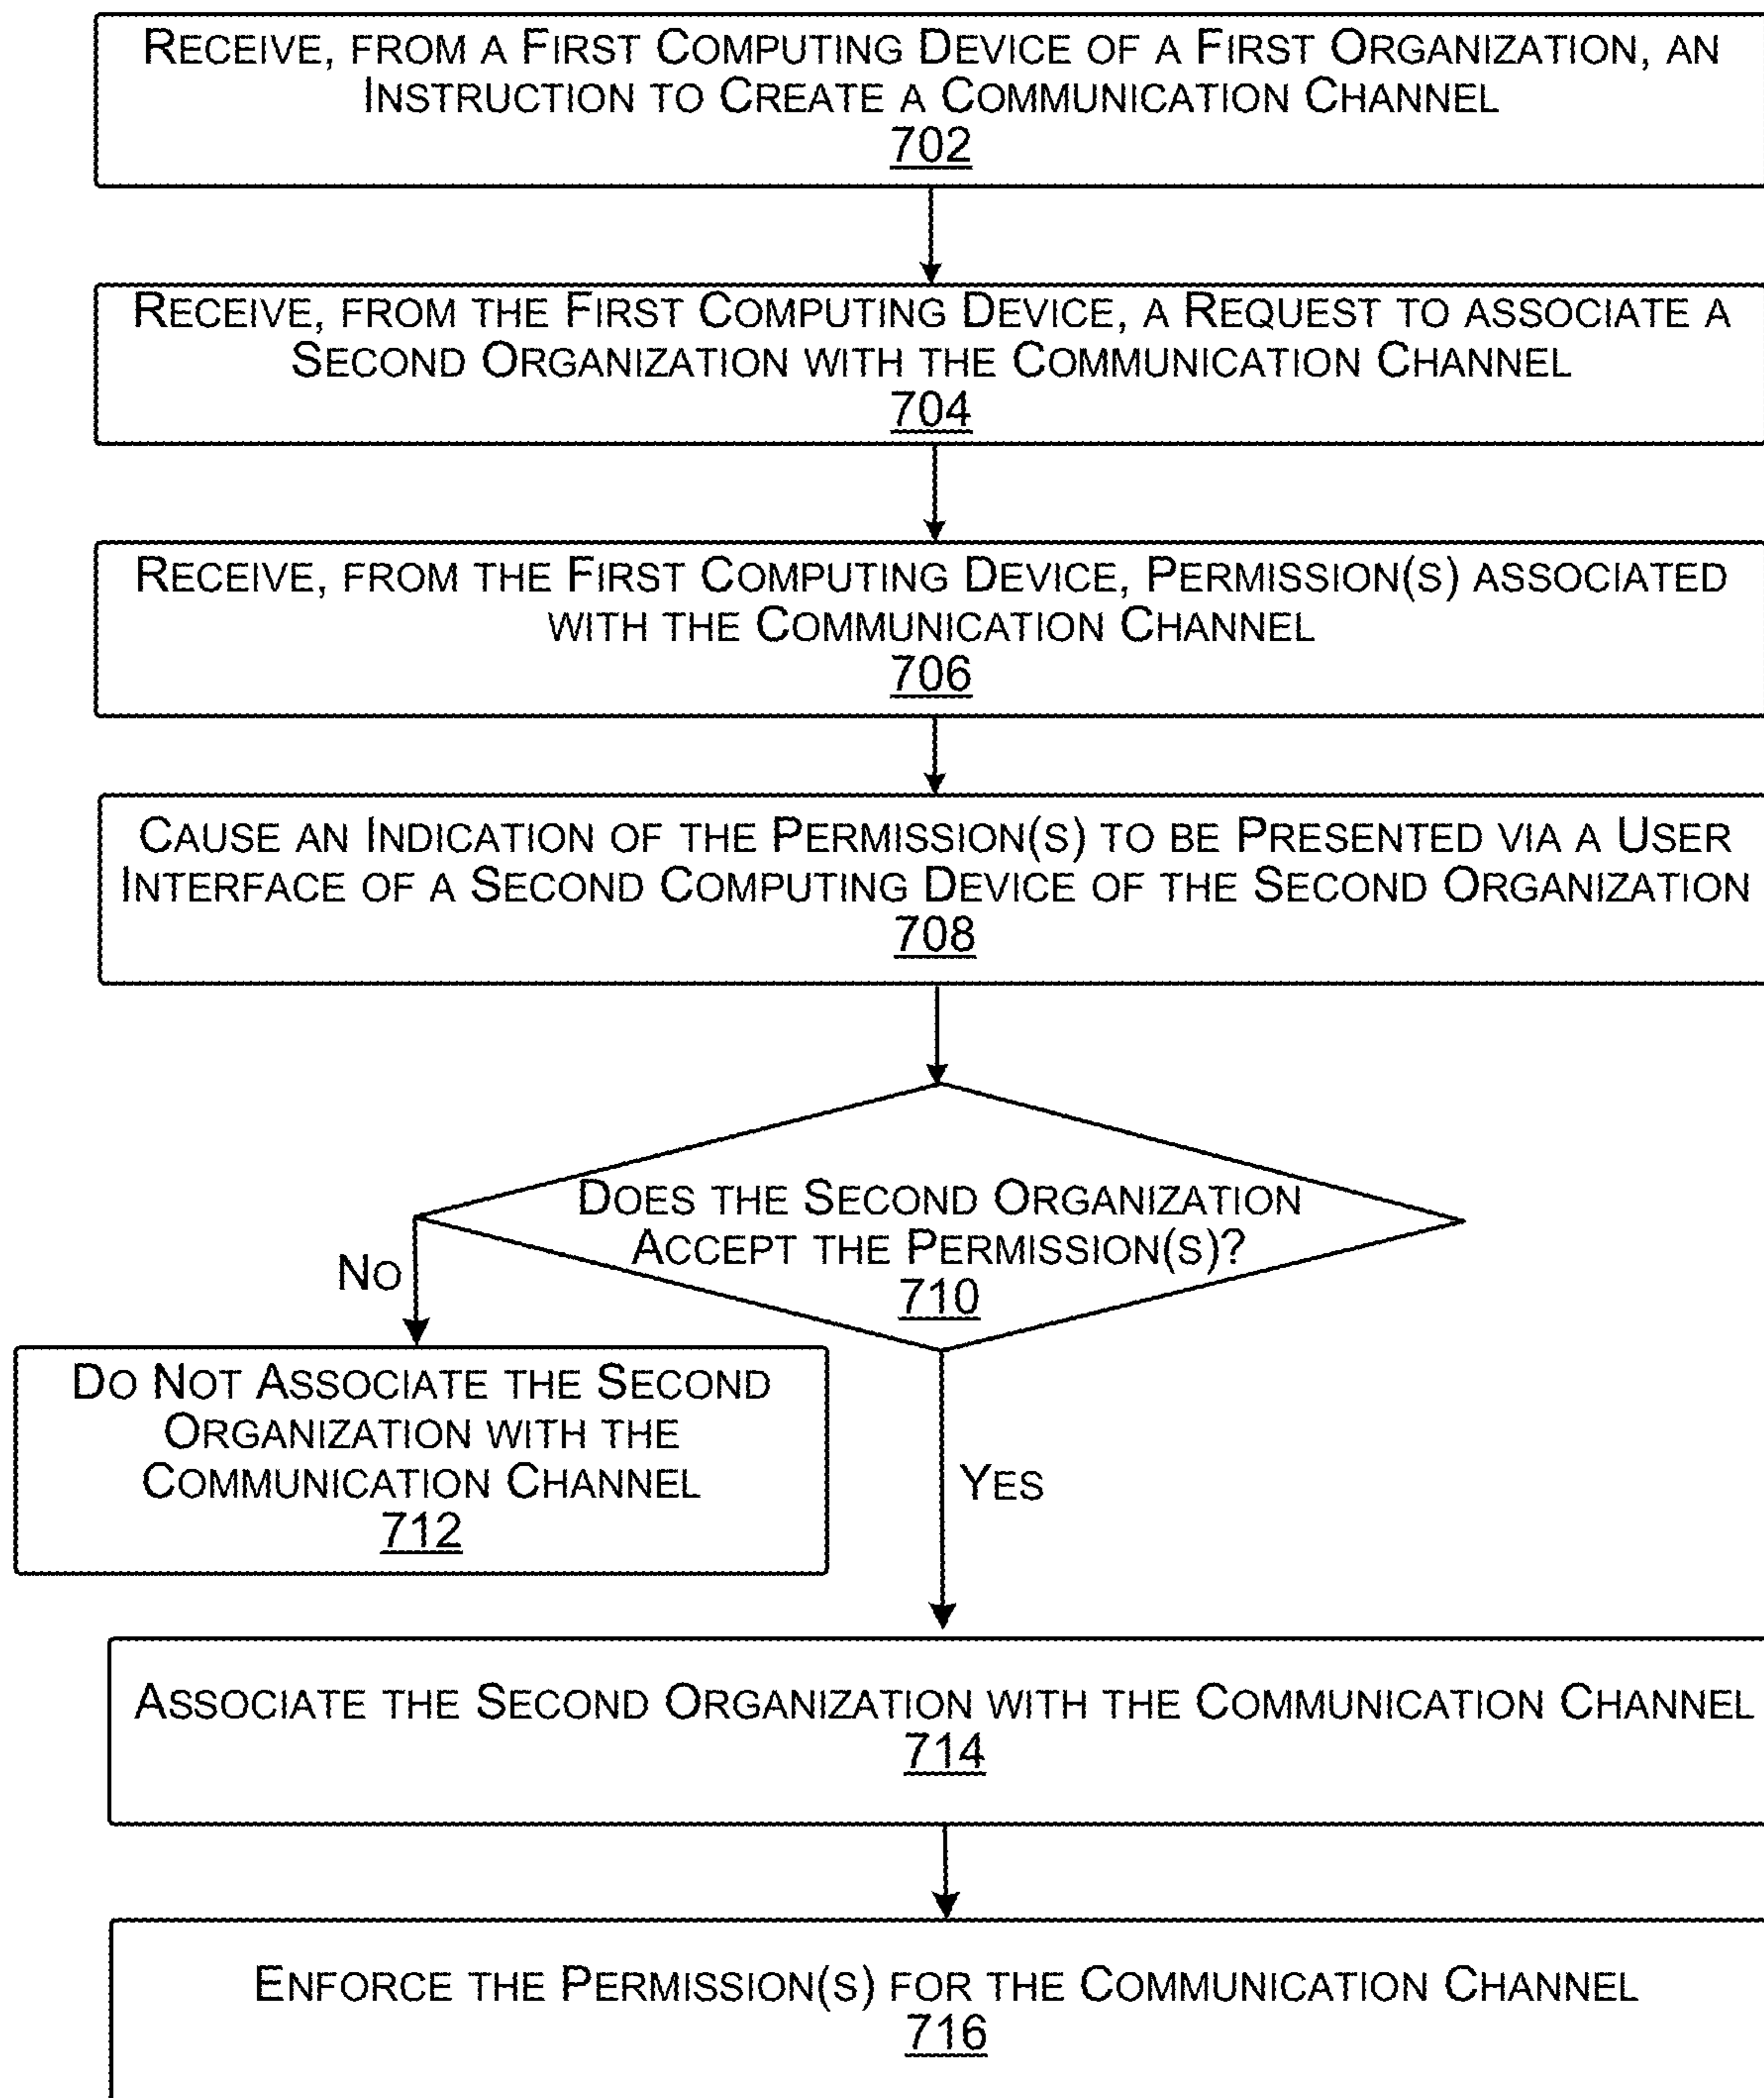 RECEIVE, FROM A FIRST COMPUTING DEVICE OF A FIRST ORGANIZATION, AN
INSTRUCTION TO CREATE A COMMUNICATION CHANNEL
702
RECEIVE, FROM THE FIRST COMPUTING DEVICE, A REQUEST TO ASSOCIATE A
SECOND ORGANIZATION WITH THE COMMUNICATION CHANNEL
704
RECEIVE, FROM THE FIRST COMPUTING DEVICE, PERMISSION(S) ASSOCIATED
WITH THE COMMUNICATION CHANNEL
706
CAUSE AN INDICATION OF THE PERMISSION(S) TO BE PRESENTED VIA A USER
INTERFACE OF A SECOND COMPUTING DEVICE OF THE SECOND ORGANIZATION
708
DOES THE SECOND ORGANIZATION
ACCEPT THE PERMISSION(S)?
710
NO
DO NOT ASSOCIATE THE SECOND
ORGANIZATION WITH THE
COMMUNICATION CHANNEL
712
YES
ASSOCIATE THE SECOND ORGANIZATION WITH THE COMMUNICATION CHANNEL
714
ENFORCE THE PERMISSION(S) FOR THE COMMUNICATION CHANNEL
716